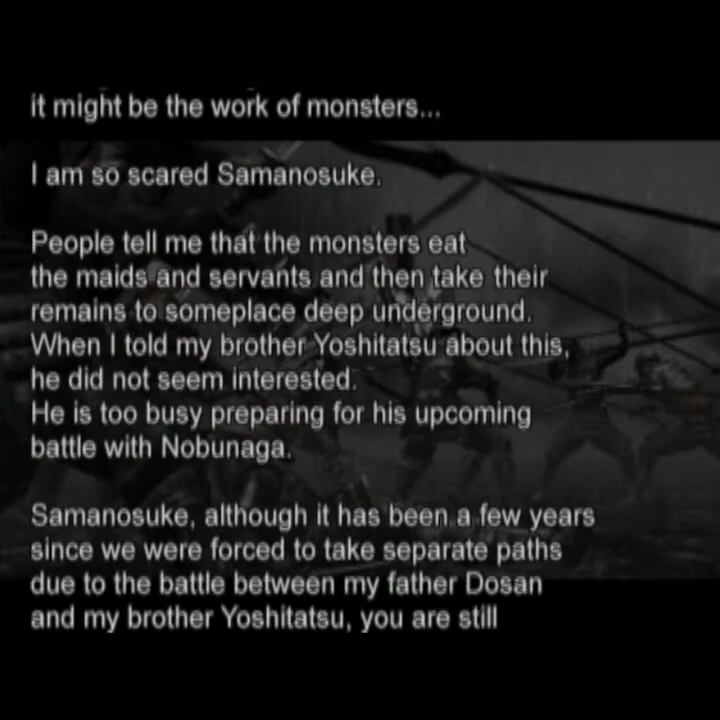 it might be the work of monsters...
I am so scared Samanosuke.
People tell me that the monsters eat
the maids and servants and then take their
remains to someplace deep underground.
When I told my brother Yoshitatsu about this,
he did not seem interested.
He is too busy preparing for his upcoming
battle with Nobunaga.
Samanosuke, although it has been a few years
since we were forced to take separate paths
due to the battle between my father Dosan
and my brother Yoshitatsu, you are still